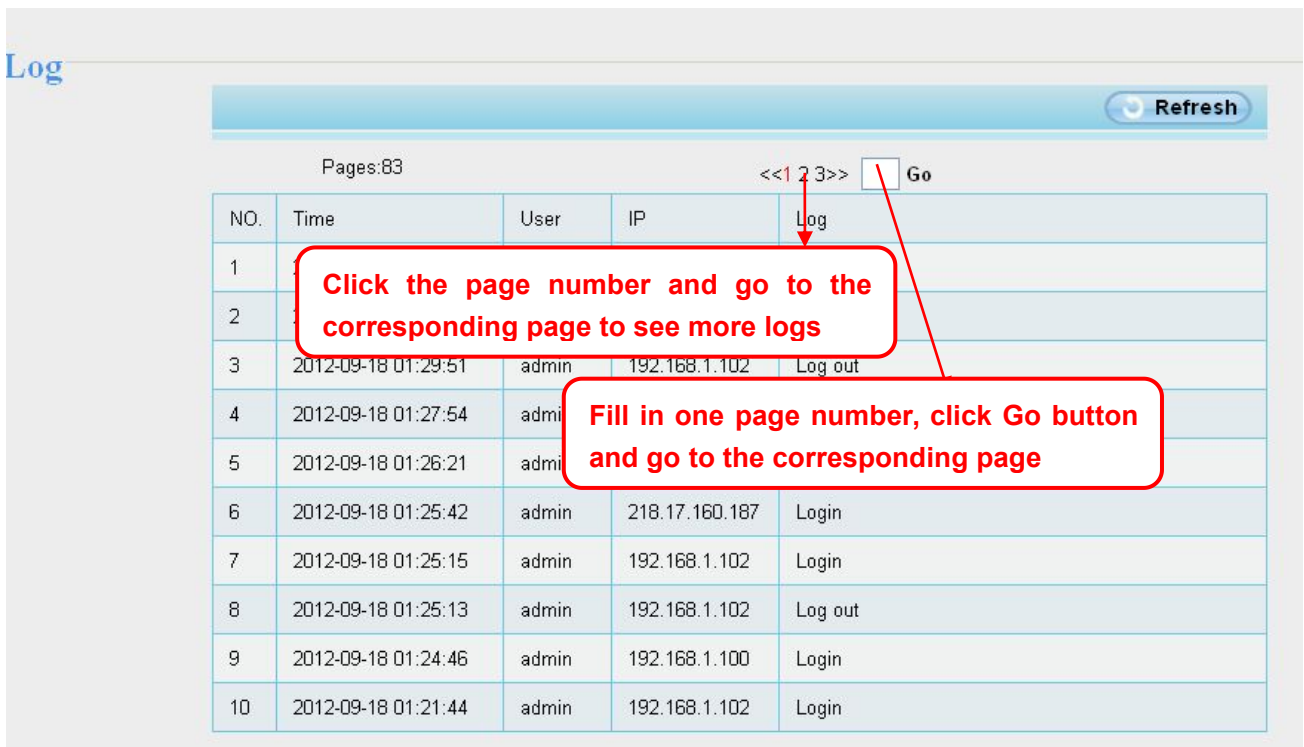 Log
Refresh
Pages:83 <<1 2 3>> Go
NO. Time User IP Log
1
Click the page number and go to the
2
corresponding page to see more logs
3 2012-09-18 01:29:51 admin 192.168.1.102 Log out
4 2012-09-18 01:27:54
Fill in one page number, click Go button
5 2012-09-18 01:26:21
and go to the corresponding page
6 2012-09-18 01:25:42 admin 218.17.160.187 Login
7 2012-09-18 01:25:15 admin 192.168.1.102 Login
8 2012-09-18 01:25:13 admin 192.168.1.102 Log out
9 2012-09-18 01:24:46 admin 192.168.1.100 Login
10 2012-09-18 01:21:44 admin 192.168.1.102 Login